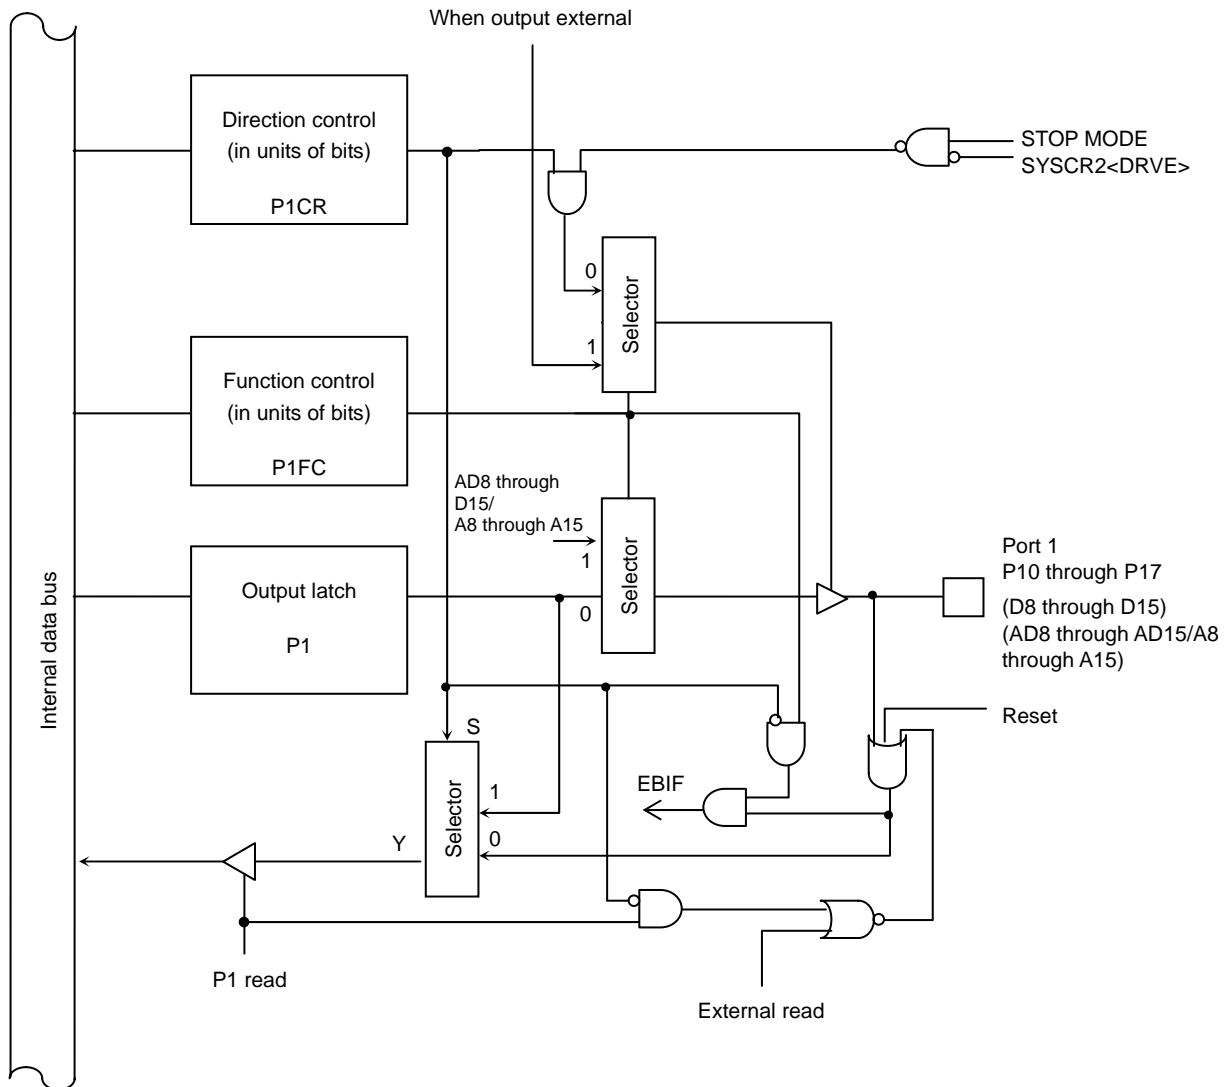 When output external
Direction control
(in units of bits)
P1CR
STOP MODE
SYSCR2<DRVE>
0
1
Selector
Function control
(in units of bits)
P1FC
AD8 through
D15/
A8 through A15
1
0
Selector
Output latch
P1
Port 1
P10 through P17
(D8 through D15)
(AD8 through AD15/A8
through A15)
Internal data bus
Reset
S
1
0
Selector
Y
EBIF
P1 read
External read